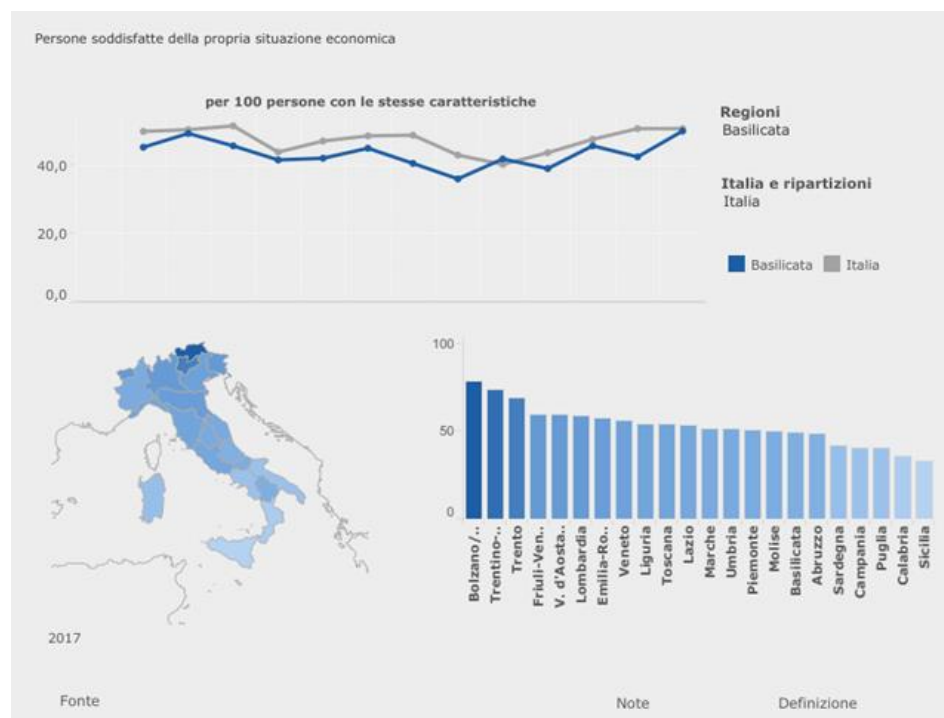 Persone soddisfatte della propria situazione economica
per 100 persone con le stesse caratteristiche
Regioni
Basilicata
Italia e ripartizioni
Italia
Basilicata
Italia
40,0
20,0
0,0
100
50
0
Bolzano/..
Trentino-..
Trento
Friuli-Ven..
V. d'Aosta..
Lombardia
Emilia-Ro..
Veneto
Liguria
Toscana
Lazio
Marche
Umbria
Piemonte
Molise
Basilicata
Abruzzo
Sardegna
Campania
Puglia
Calabria
Sicilia
2017
Fonte
Note
Definizione